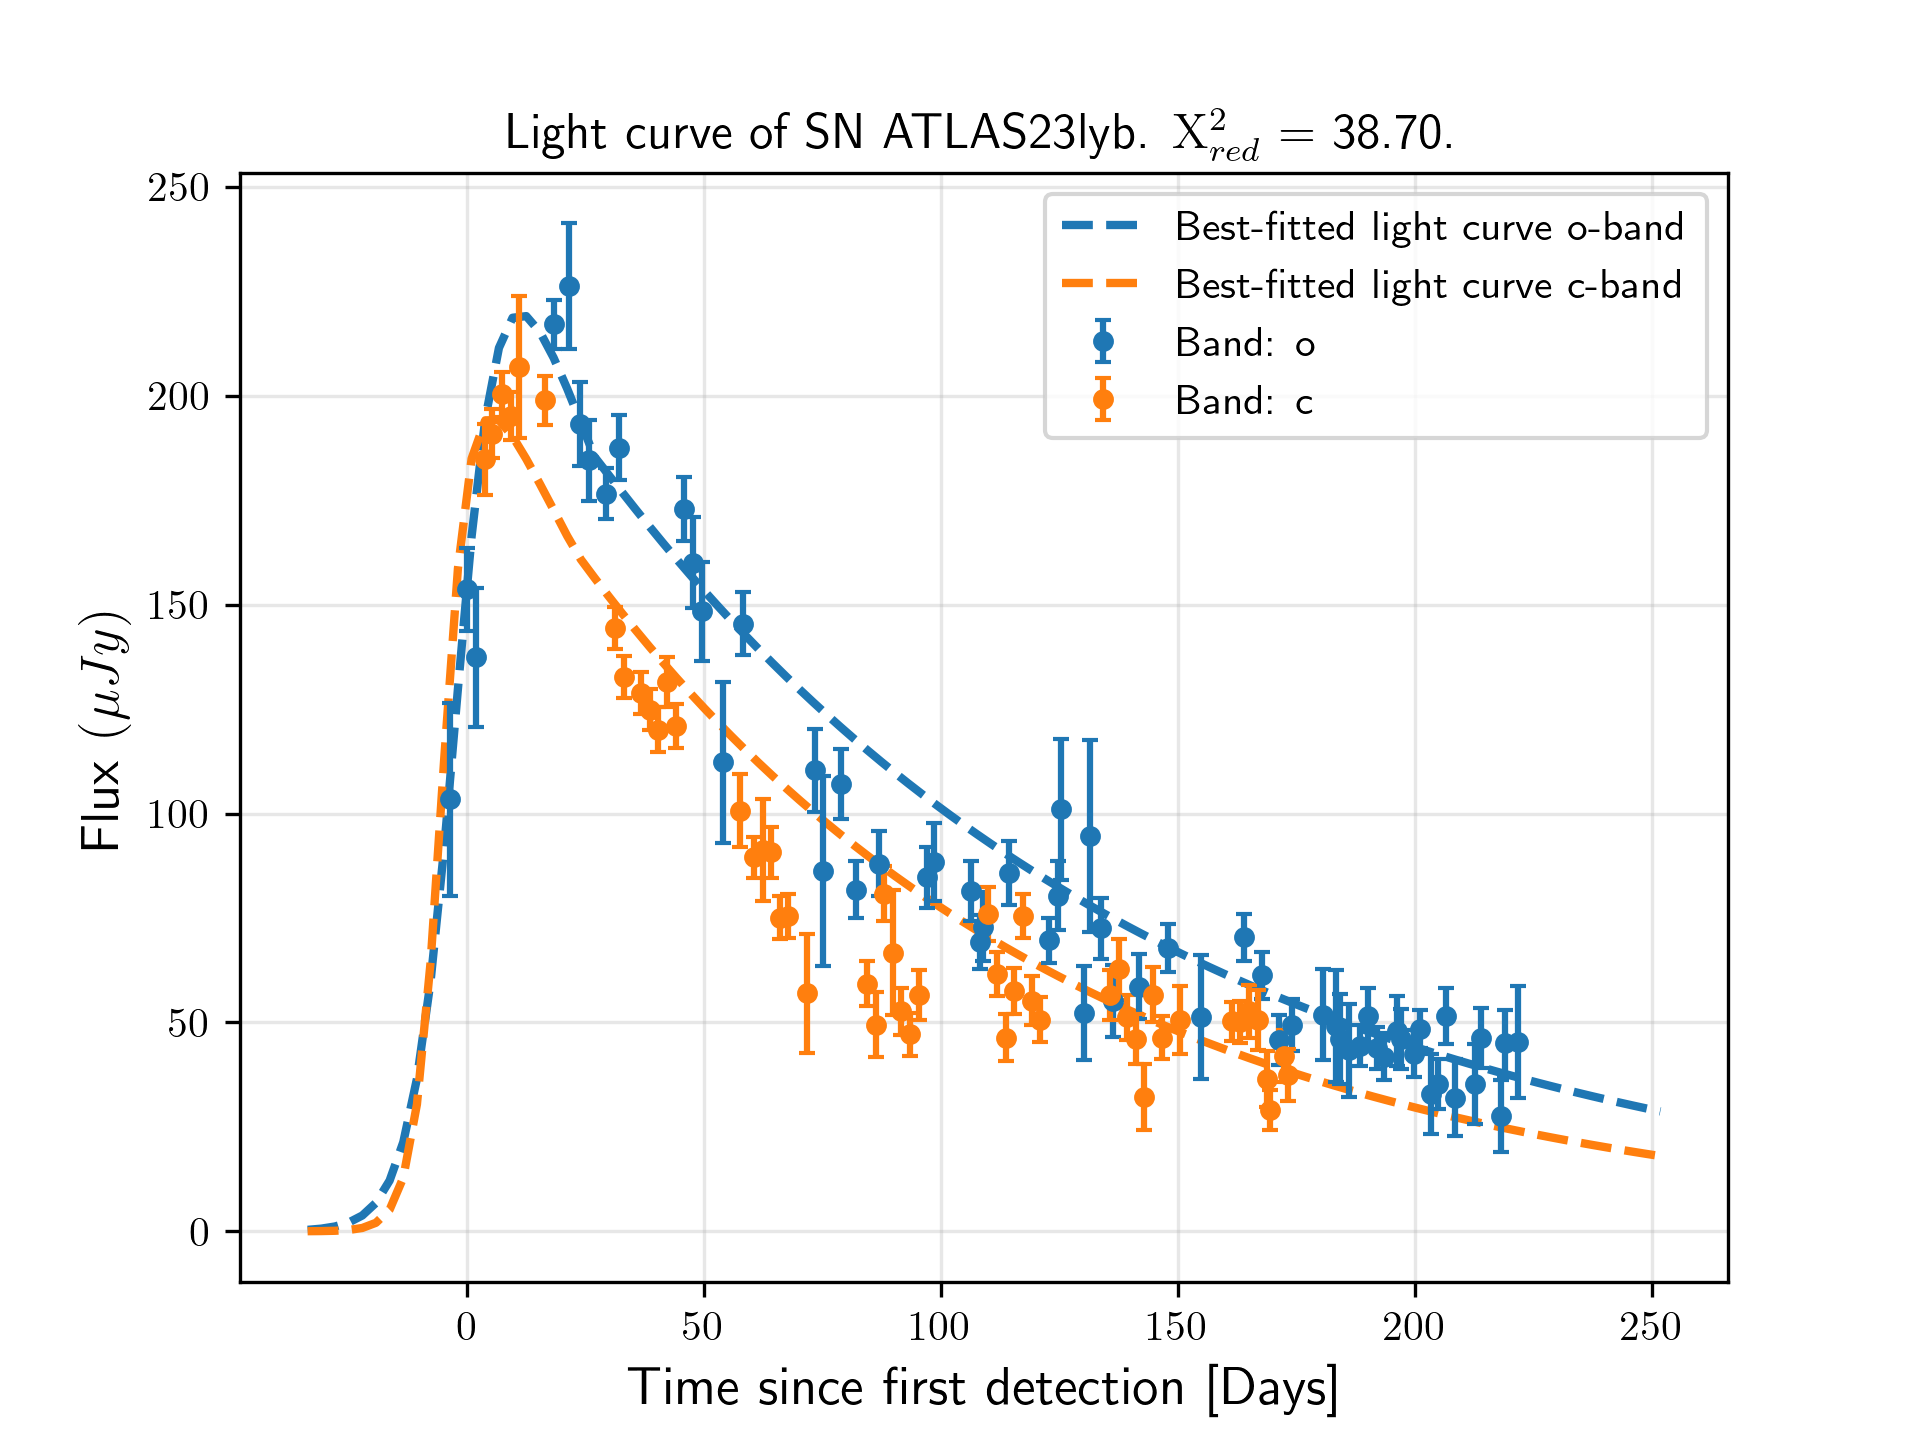 Light curve of SN ATLAS23lyb. X²_red = 38.70.
250
200
150
100
50
0
Flux (μJy)
Best-fitted light curve o-band
Best-fitted light curve c-band
Band: o
Band: c
0 50 100 150 200 250
Time since first detection [Days]